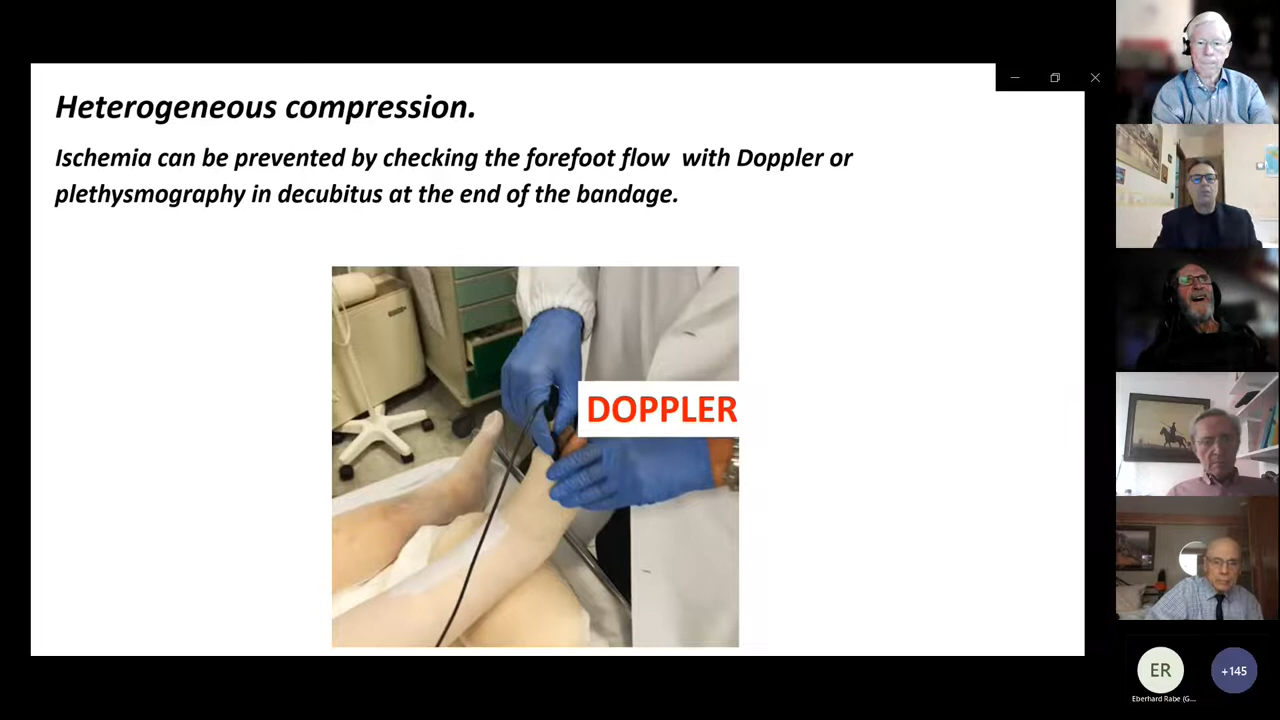 Heterogeneous compression.
Ischemia can be prevented by checking the forefoot flow with Doppler or
plethysmography in decubitus at the end of the bandage.
DOPPLER
ER
+145
Eberhard Rabe (G...